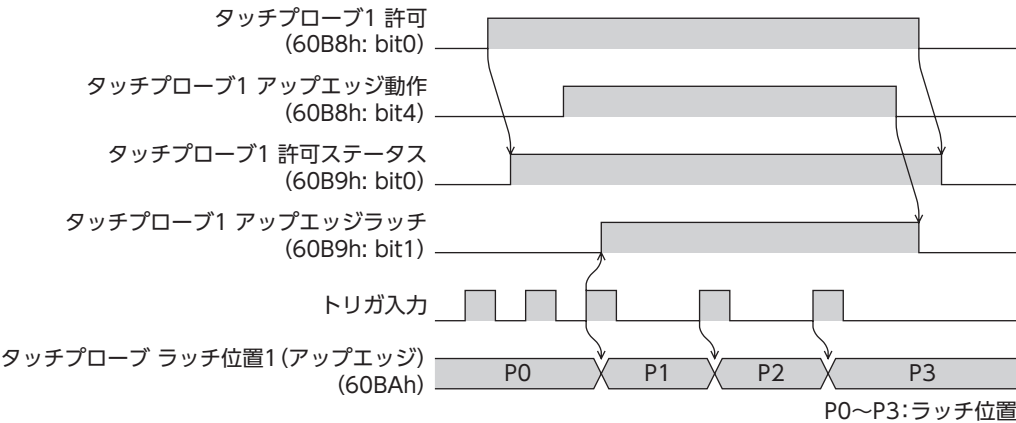 タッチプローブ1 許可
(60B8h: bit0)
タッチプローブ1 アップエッジ動作
(60B8h: bit4)
タッチプローブ1 許可ステータス
(60B9h: bit0)
タッチプローブ1 アップエッジラッチ
(60B9h: bit1)
トリガ入力
タッチプローブ ラッチ位置1(アップエッジ)
(60BAh)
P0 P1 P2 P3
P0～P3:ラッチ位置